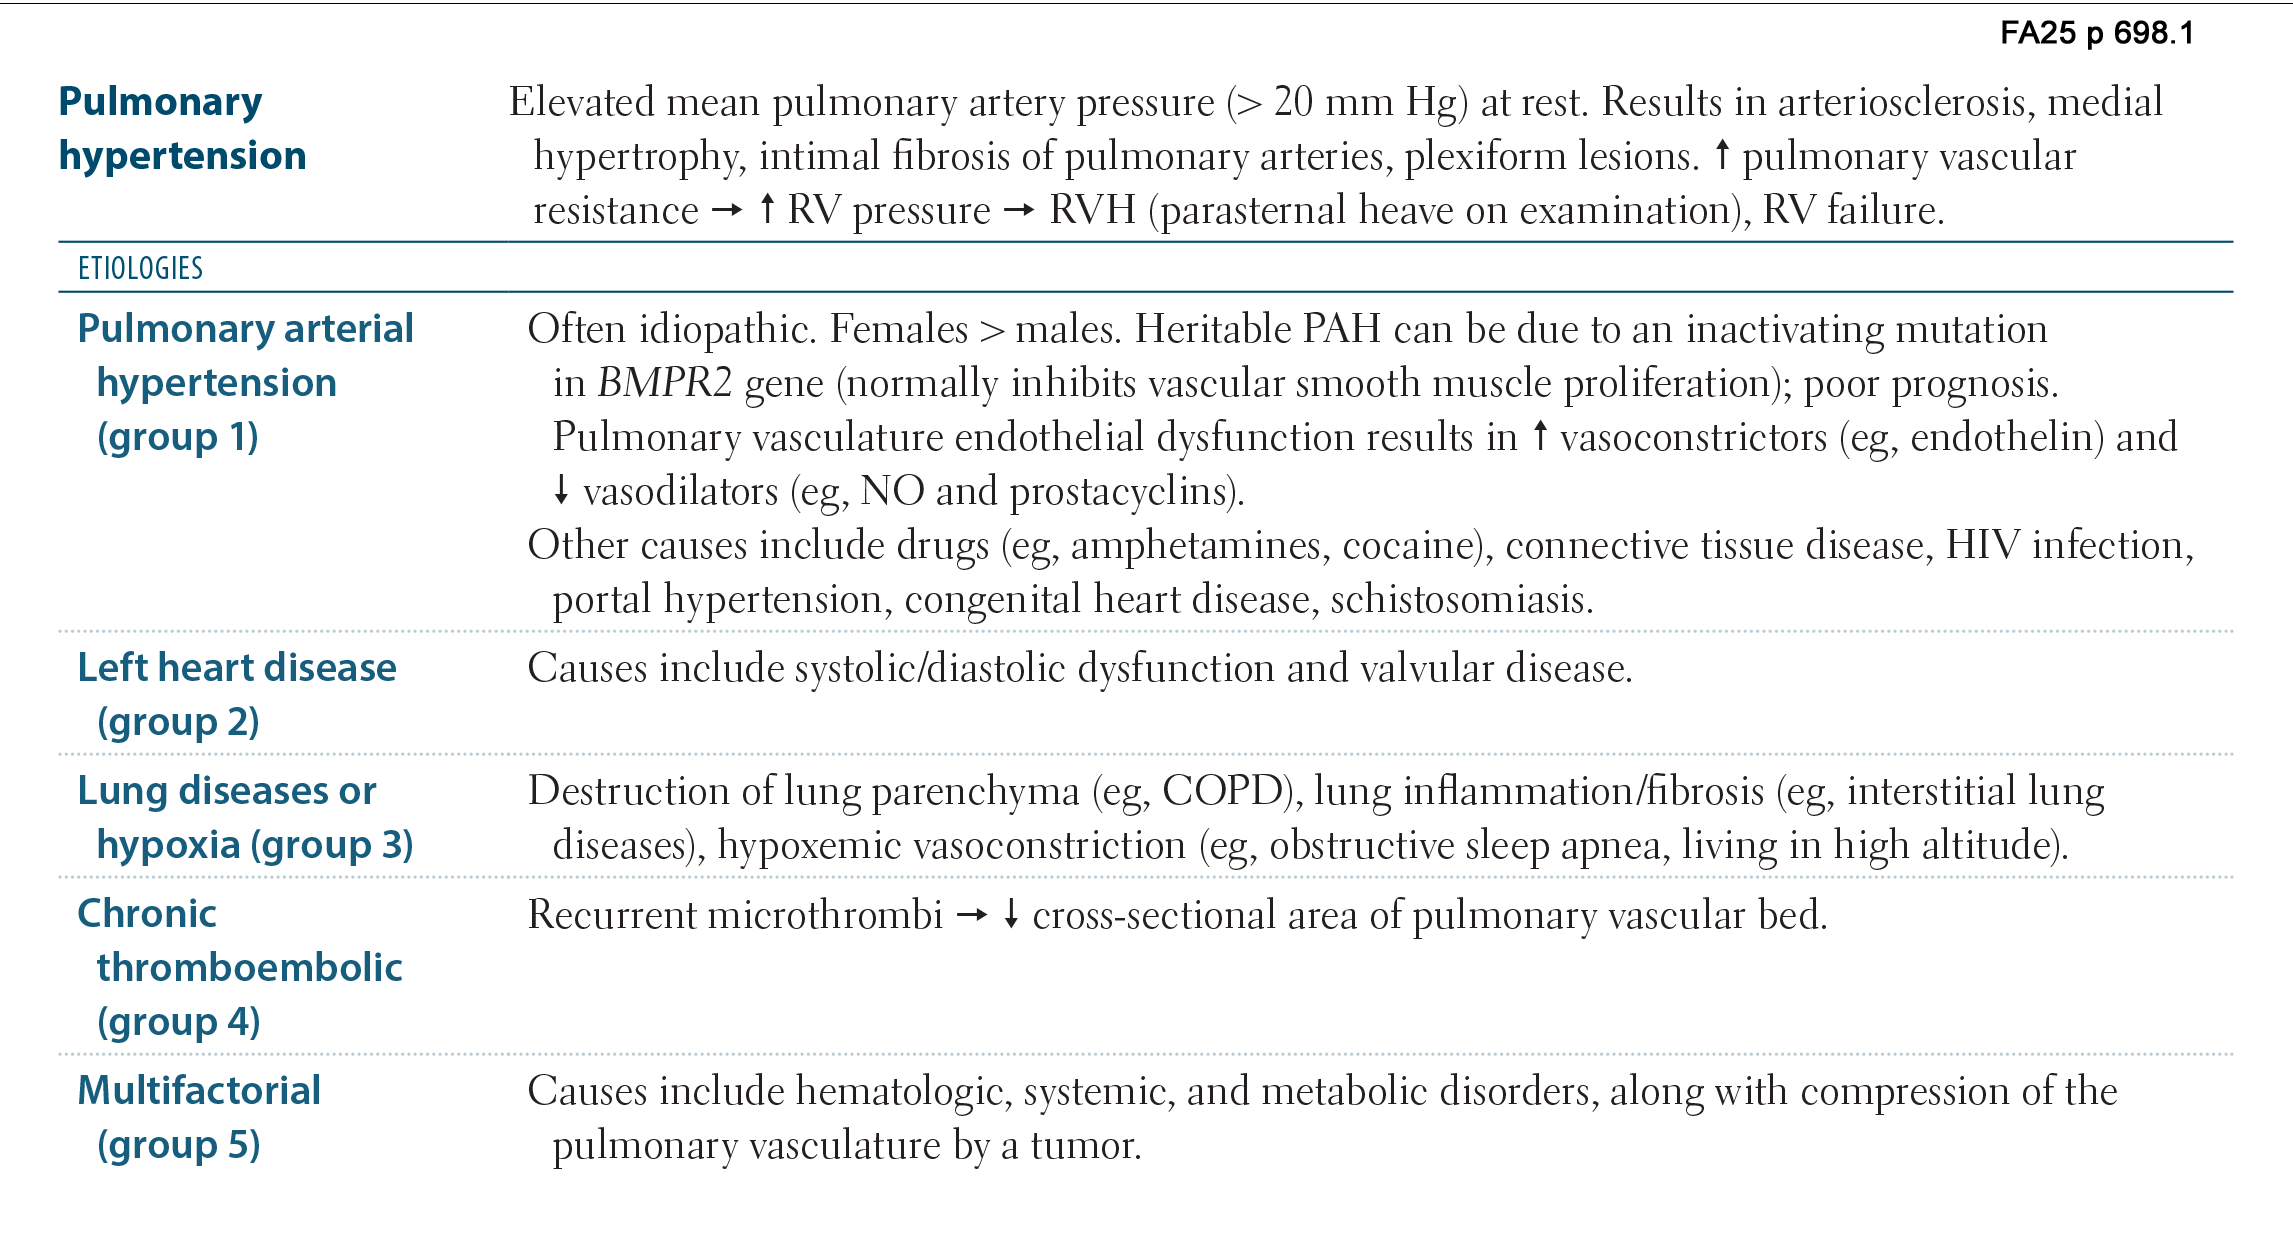 FA25 p 698.1
Pulmonary
hypertension
Elevated mean pulmonary artery pressure (> 20 mm Hg) at rest. Results in arteriosclerosis, medial
hypertrophy, intimal fibrosis of pulmonary arteries, plexiform lesions. ↑ pulmonary vascular
resistance → ↑ RV pressure → RVH (parasternal heave on examination), RV failure.
ETIOLOGIES
Pulmonary arterial
hypertension
(group 1)
Often idiopathic. Females > males. Heritable PAH can be due to an inactivating mutation
in BMPR2 gene (normally inhibits vascular smooth muscle proliferation); poor prognosis.
Pulmonary vasculature endothelial dysfunction results in ↑ vasoconstrictors (eg, endothelin) and
↓ vasodilators (eg, NO and prostacyclins).
Other causes include drugs (eg, amphetamines, cocaine), connective tissue disease, HIV infection,
portal hypertension, congenital heart disease, schistosomiasis.
Left heart disease
(group 2)
Causes include systolic/diastolic dysfunction and valvular disease.
Lung diseases or
hypoxia (group 3)
Destruction of lung parenchyma (eg, COPD), lung inflammation/fibrosis (eg, interstitial lung
diseases), hypoxemic vasoconstriction (eg, obstructive sleep apnea, living in high altitude).
Chronic
thromboembolic
(group 4)
Recurrent microthrombi → ↓ cross-sectional area of pulmonary vascular bed.
Multifactorial
(group 5)
Causes include hematologic, systemic, and metabolic disorders, along with compression of the
pulmonary vasculature by a tumor.